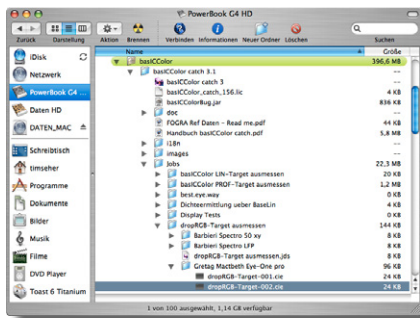 PowerBook G4 HD
Zurück Darstellung Aktion Brennen Verbinden Informationen Neuer Ordner Löschen Suchen
Name Größe
iDisk
Netzwerk
PowerBook G4 ...
Daten HD
DATEN_MAC
Schreibtisch
timseher
Programme
Dokumente
Bilder
Musik
Filme
DVD Player
Toast 6 Titanium
basICColor 396,6 MB
basICColor catch 3.1 --
basICColor catch 3 --
basICColor_catch_156.lic 4 KB
basICColorBug.jar 836 KB
doc --
FOGRA Ref Daten - Read me.pdf 44 KB
Handbuch basICColor catch.pdf 5,8 MB
i18n --
images --
Jobs 22,3 MB
basICColor LIN-Target ausmessen 20 KB
basICColor PROF-Target ausmessen 1,2 MB
best.eye.way 0 KB
Dichteermittlung ueber BaseLin 4 KB
Display Tests 0 KB
dropRGB-Target ausmessen 144 KB
Barbieri Spectro 50 xy 8 KB
Barbieri Spectro LFP 8 KB
dropRGB-Target ausmessen.jds 8 KB
Gretag Macbeth Eye-One pro 96 KB
dropRGB-Target-001.cie 24 KB
dropRGB-Target-002.cie 24 KB
1 von 100 ausgewählt, 1,14 GB verfügbar